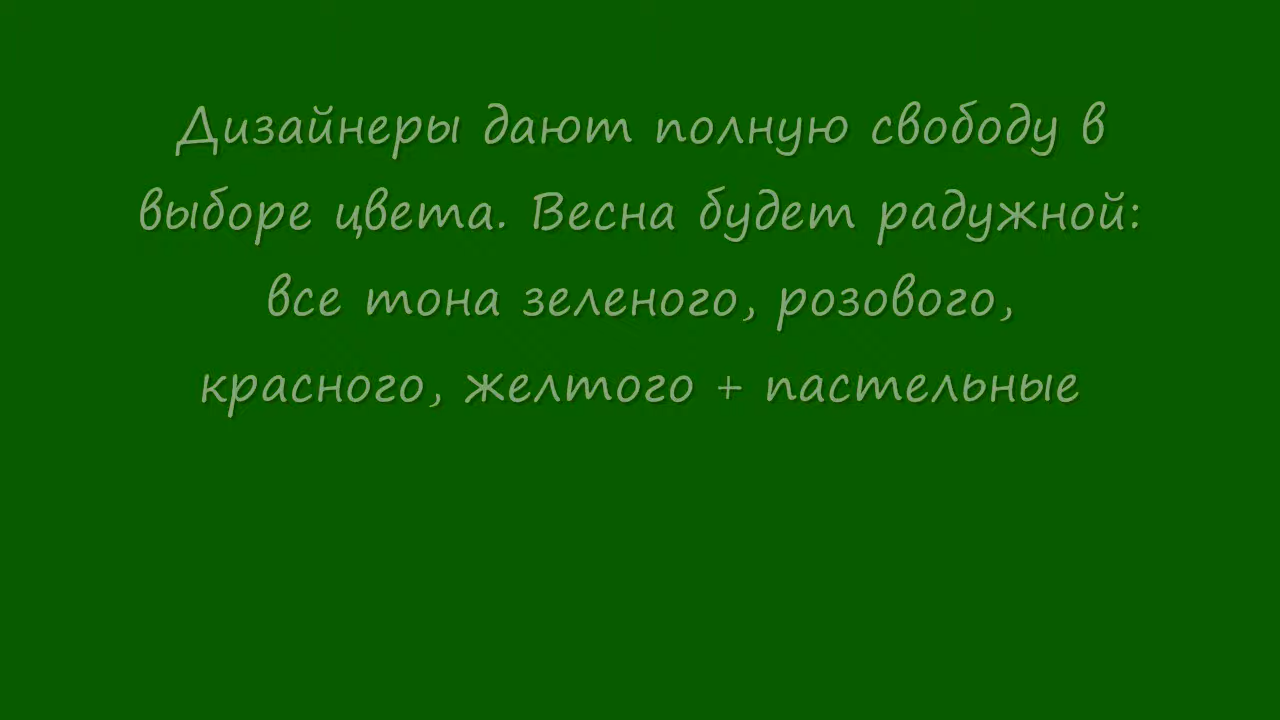 Дизайнеры дают полную свободу в
выборе цвета. Весна будет радужной:
все тона зеленого, розового,
красного, желтого + пастельные